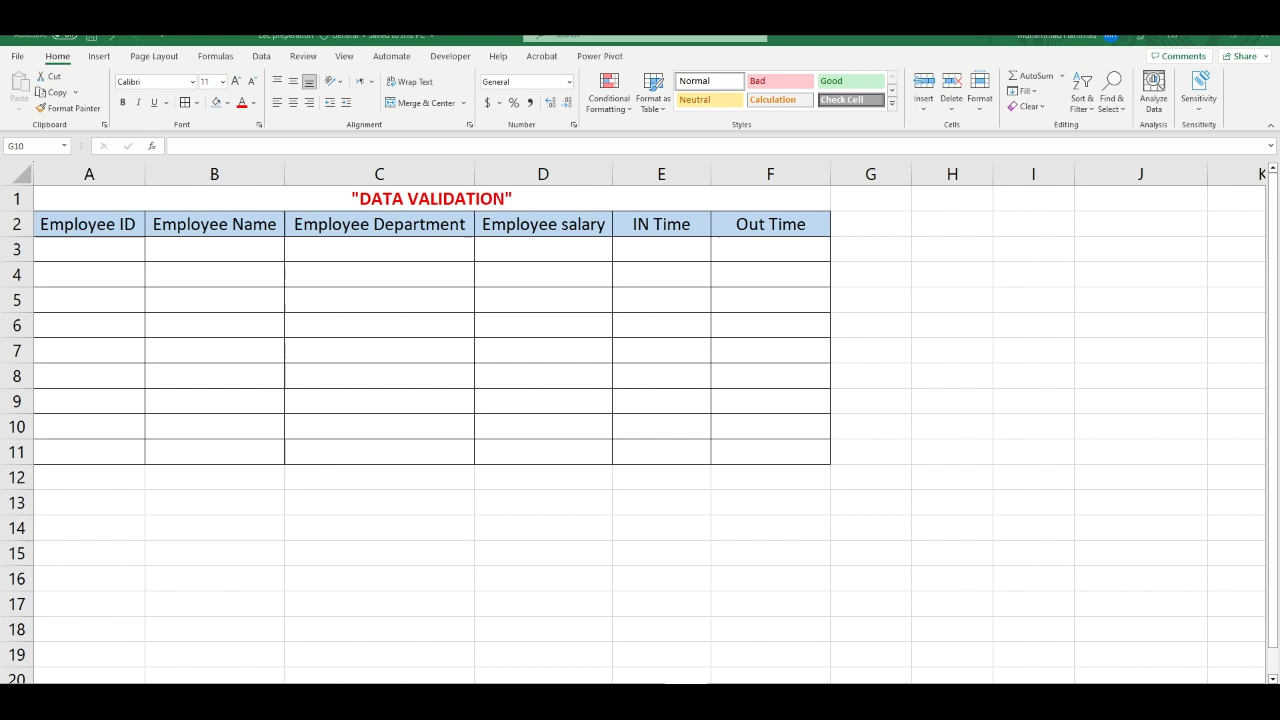 File Home Insert Page Layout Formulas Data Review View Automate Developer Help Acrobat Power Pivot Comments Share
Cut
Copy
Format Painter
Paste
Clipboard
Calibri 11
B I U
Font
Wrap Text
Merge & Center
Alignment
General
$ % ,
Number
Conditional Formatting
Format as Table
Normal Bad Good
Neutral Calculation Check Cell
Styles
Insert Delete Format
Cells
AutoSum
Fill
Clear
Sort & Filter
Find & Select
Editing
Analyze Data
Analysis
Sensitivity
Sensitivity
G10 fx
A B C D E F G H I J K
1 "DATA VALIDATION"
2 Employee ID Employee Name Employee Department Employee salary IN Time Out Time
3
4
5
6
7
8
9
10
11
12
13
14
15
16
17
18
19
20